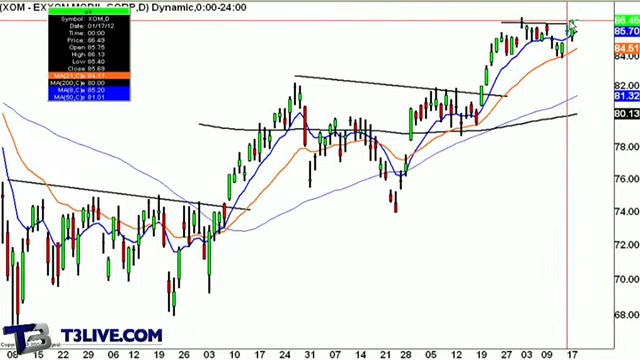 (XOM - EXXON MOBIL CORP,D) Dynamic,0:00-24:00
Symbol: XOM,D
Date: 01/17/12
Time: 00:00
Price: 86.49
Open: 85.75
High: 86.13
Low: 85.40
Close: 85.69
MA(21,C): 84.11
MA(200,C): 80.00
MA(8,C): 85.20
MA(50,C): 81.01
86.45
85.70
84.51
82.00
81.32
80.13
78.00
76.00
74.00
72.00
70.00
68.00
08 15 22 29 06 12 19 26 03 10 17 24 31 07 14 21 28 05 12 19 27 03 09 17
T3 T3LIVE.COM